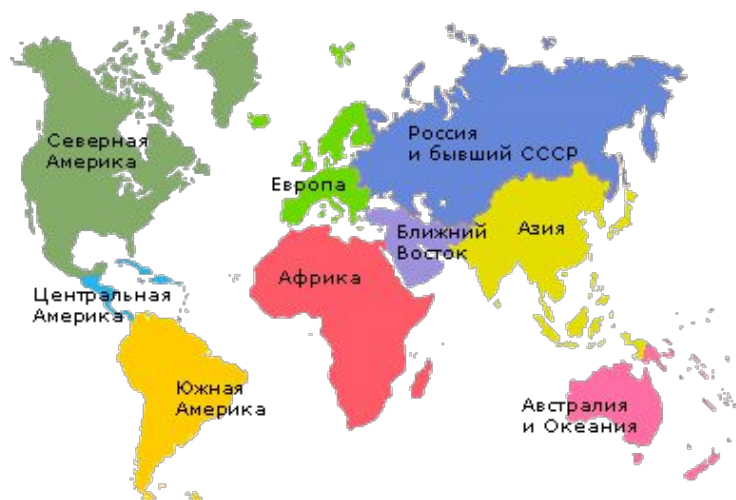 Северная
Америка
Россия
и бывший СССР
Европа
Ближний
Восток
Азия
Африка
Центральная
Америка
Южная
Америка
Австралия
и Океания